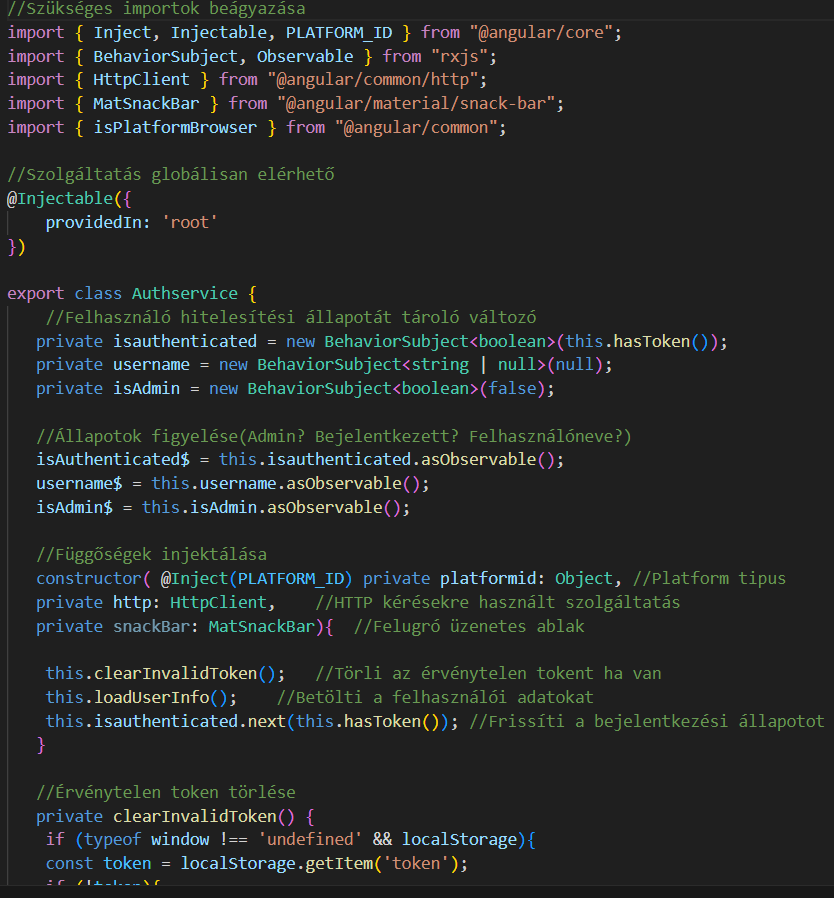 //Szükséges importok beágyazása
import { Inject, Injectable, PLATFORM_ID } from "@angular/core";
import { BehaviorSubject, Observable } from "rxjs";
import { HttpClient } from "@angular/common/http";
import { MatSnackBar } from "@angular/material/snack-bar";
import { isPlatformBrowser } from "@angular/common";
//Szolgáltatás globálisan elérhető
@Injectable({
providedIn: 'root'
})
export class Authservice {
//Felhasználó hitelesítési állapotát tároló változó
private isauthenticated = new BehaviorSubject<boolean>(this.hasToken());
private username = new BehaviorSubject<string | null>(null);
private isAdmin = new BehaviorSubject<boolean>(false);
//Állapotok figyelése(Admin? Bejelentkezett? Felhasználóneve?)
isAuthenticated$ = this.isauthenticated.asObservable();
username$ = this.username.asObservable();
isAdmin$ = this.isAdmin.asObservable();
//Függőségek injektálása
constructor( @Inject(PLATFORM_ID) private platformid: Object, //Platform tipus
private http: HttpClient, //HTTP kérésekre használt szolgáltatás
private snackBar: MatSnackBar){ //Felugró üzenetes ablak
this.clearInvalidToken(); //Törli az érvénytelen tokent ha van
this.loadUserInfo(); //Betölti a felhasználói adatokat
this.isauthenticated.next(this.hasToken()); //Frissíti a bejelentkezési állapotot
}
//Érvénytelen token törlése
private clearInvalidToken() {
if (typeof window !== 'undefined' && localStorage){
const token = localStorage.getItem('token');
if (!token){